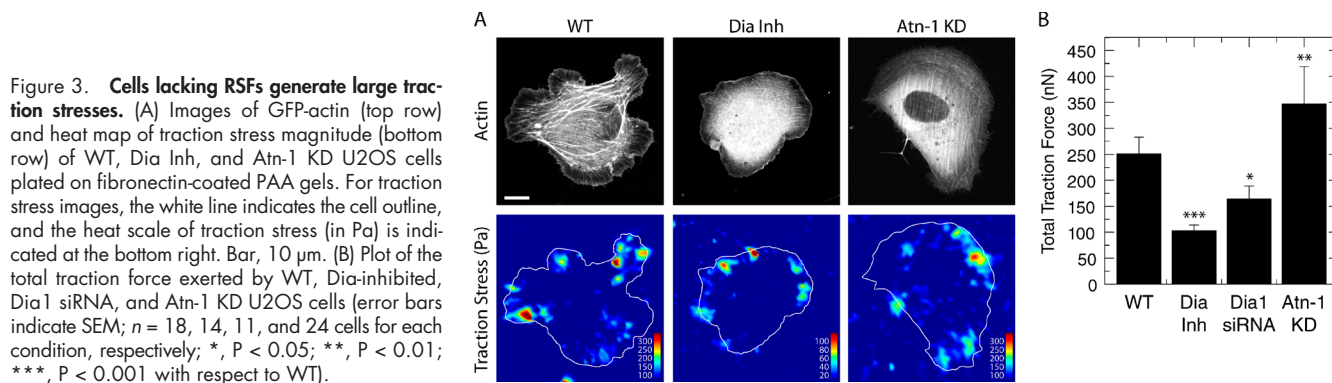 Figure 3. Cells lacking RSFs generate large trac-
tion stresses. (A) Images of GFP-actin (top row)
and heat map of traction stress magnitude (bottom
row) of WT, Dia Inh, and Atn-1 KD U2OS cells
plated on fibronectin-coated PAA gels. For traction
stress images, the white line indicates the cell outline,
and the heat scale of traction stress (in Pa) is indi-
cated at the bottom right. Bar, 10 µm. (B) Plot of the
total traction force exerted by WT, Dia-inhibited,
Dia1 siRNA, and Atn-1 KD U2OS cells (error bars
indicate SEM; n = 18, 14, 11, and 24 cells for each
condition, respectively; *, P < 0.05; **, P < 0.01;
***, P < 0.001 with respect to WT).
A
WT
Dia Inh
Atn-1 KD
Actin
Traction Stress (Pa)
300
250
200
150
100
100
80
60
40
20
300
250
200
150
100
B
Total Traction Force (nN)
450
400
350
300
250
200
150
100
50
0
***
*
**
WT
Dia
Inh
Dia1
siRNA
Atn-1
KD